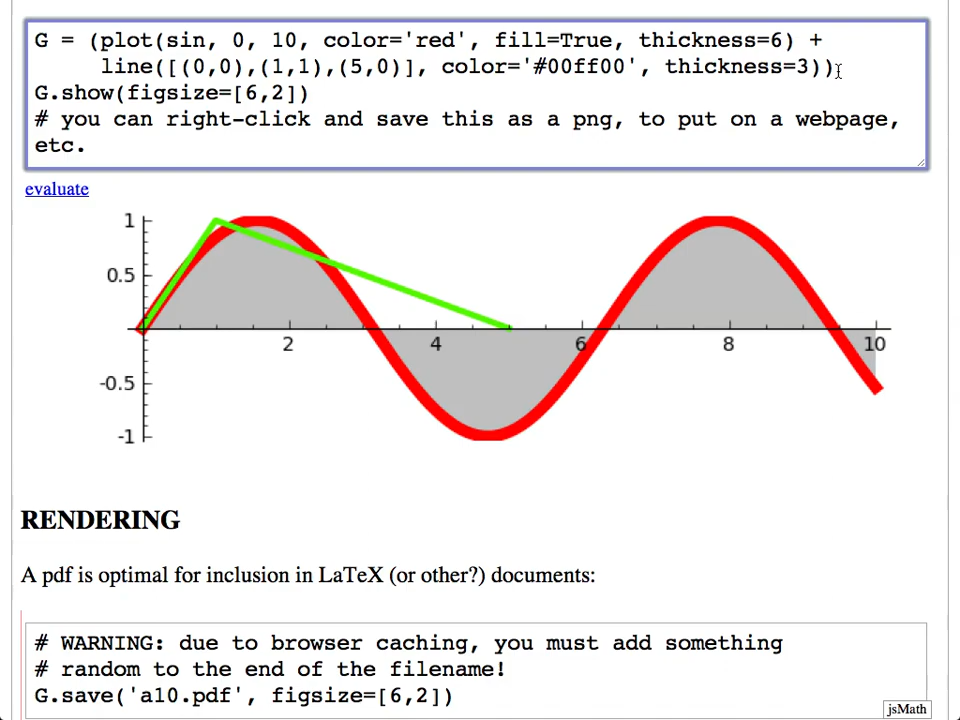 G = (plot(sin, 0, 10, color='red', fill=True, thickness=6) +
line([(0,0),(1,1),(5,0)], color='#00ff00', thickness=3))
G.show(figsize=[6,2])
# you can right-click and save this as a png, to put on a webpage,
etc.
evaluate
1
0.5
2 4 6 8 10
-0.5
-1
RENDERING
A pdf is optimal for inclusion in LaTeX (or other?) documents:
# WARNING: due to browser caching, you must add something
# random to the end of the filename!
G.save('a10.pdf', figsize=[6,2])
jsMath